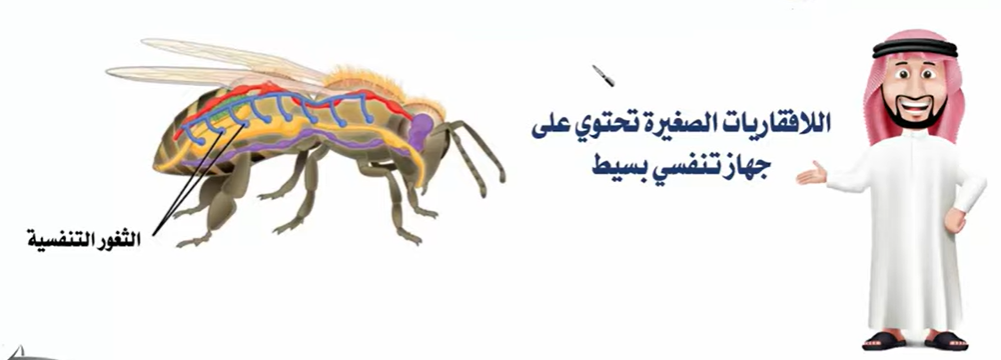 اللافقاريات الصغيرة تحتوي على
جهاز تنفسي بسيط
الثغور التنفسية